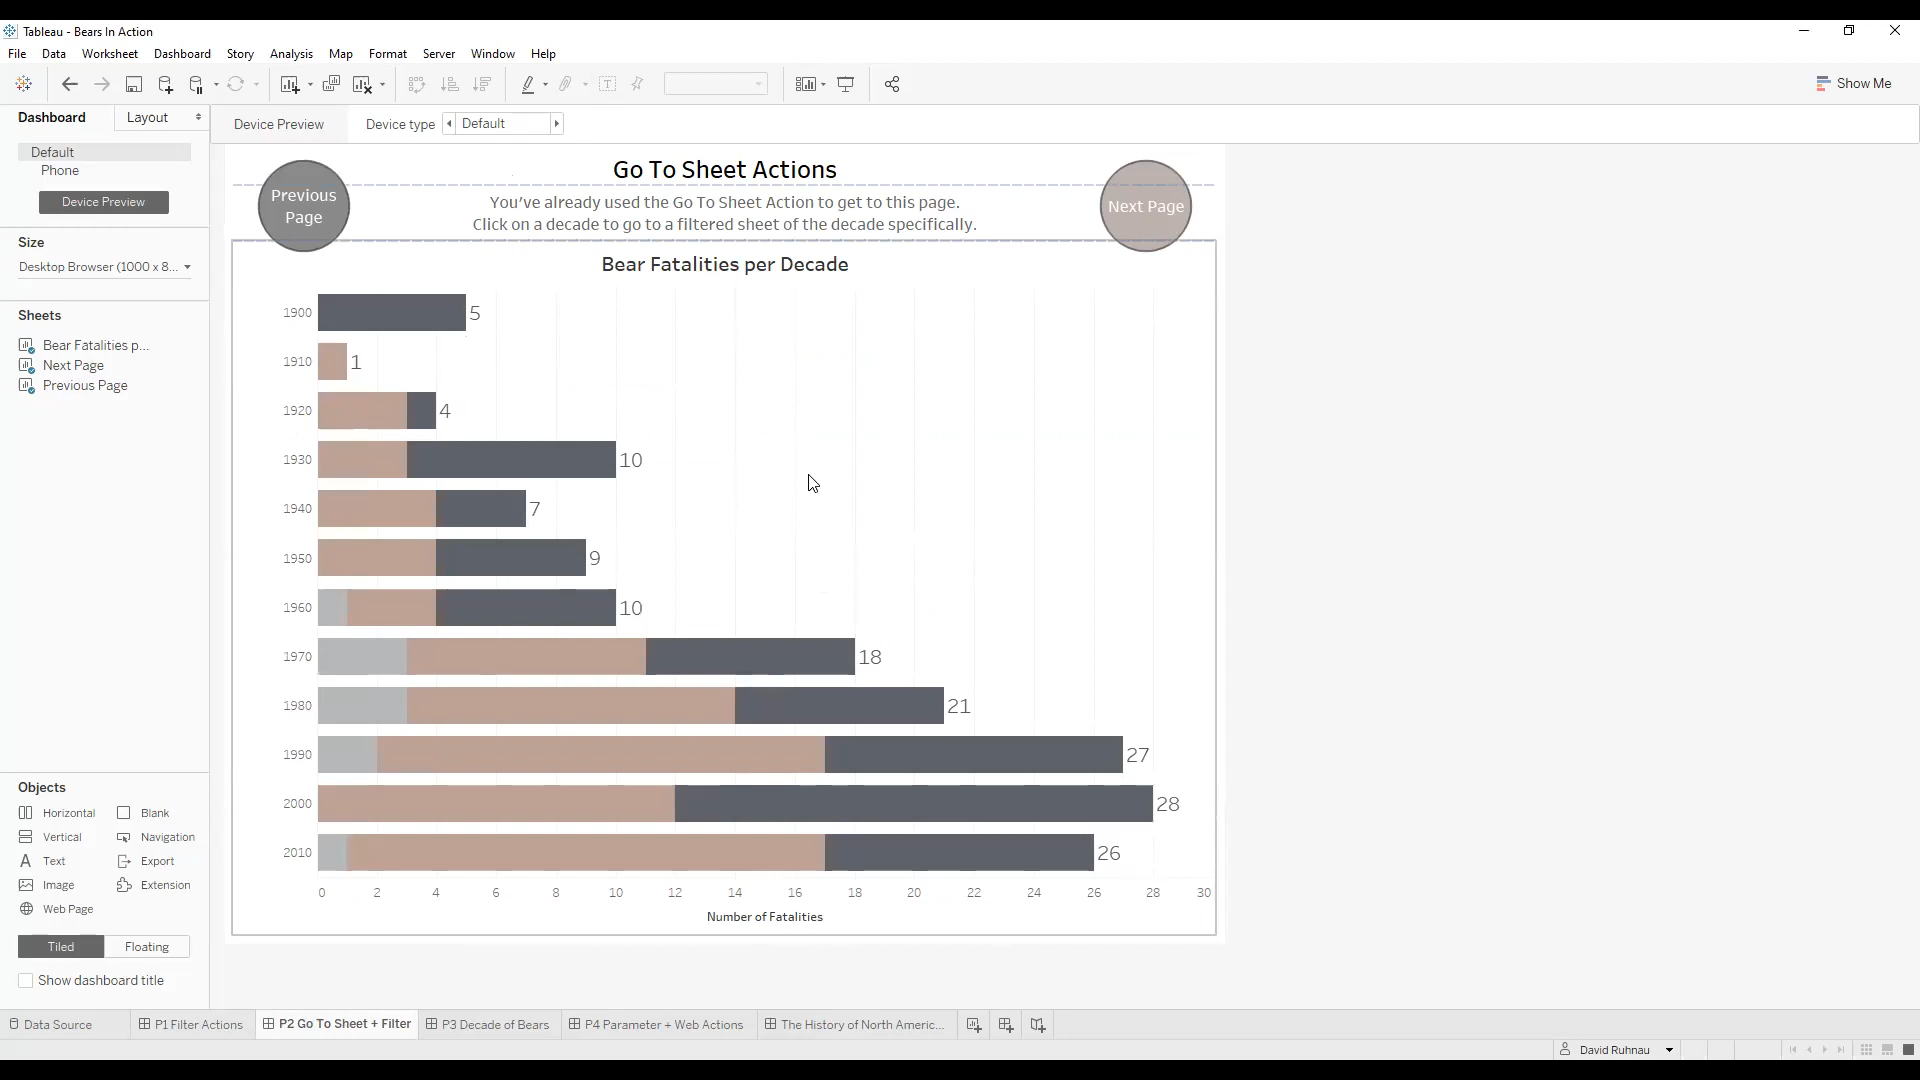 Tableau - Bears In Action
File Data Worksheet Dashboard Story Analysis Map Format Server Window Help
Show Me
Dashboard Layout
Device Preview Device type Default
Default
Phone
Device Preview
Size
Desktop Browser (1000 x 8...
Sheets
Bear Fatalities p...
Next Page
Previous Page
Objects
Horizontal Blank
Vertical Navigation
Text Export
Image Extension
Web Page
Tiled Floating
Show dashboard title
Previous
Page
Go To Sheet Actions
You've already used the Go To Sheet Action to get to this page.
Click on a decade to go to a filtered sheet of the decade specifically.
Next Page
Bear Fatalities per Decade
1900 5
1910 1
1920 4
1930 10
1940 7
1950 9
1960 10
1970 18
1980 21
1990 27
2000 28
2010 26
0 2 4 6 8 10 12 14 16 18 20 22 24 26 28 30
Number of Fatalities
Data Source P1 Filter Actions P2 Go To Sheet + Filter P3 Decade of Bears P4 Parameter + Web Actions The History of North Americ...
David Ruhnau